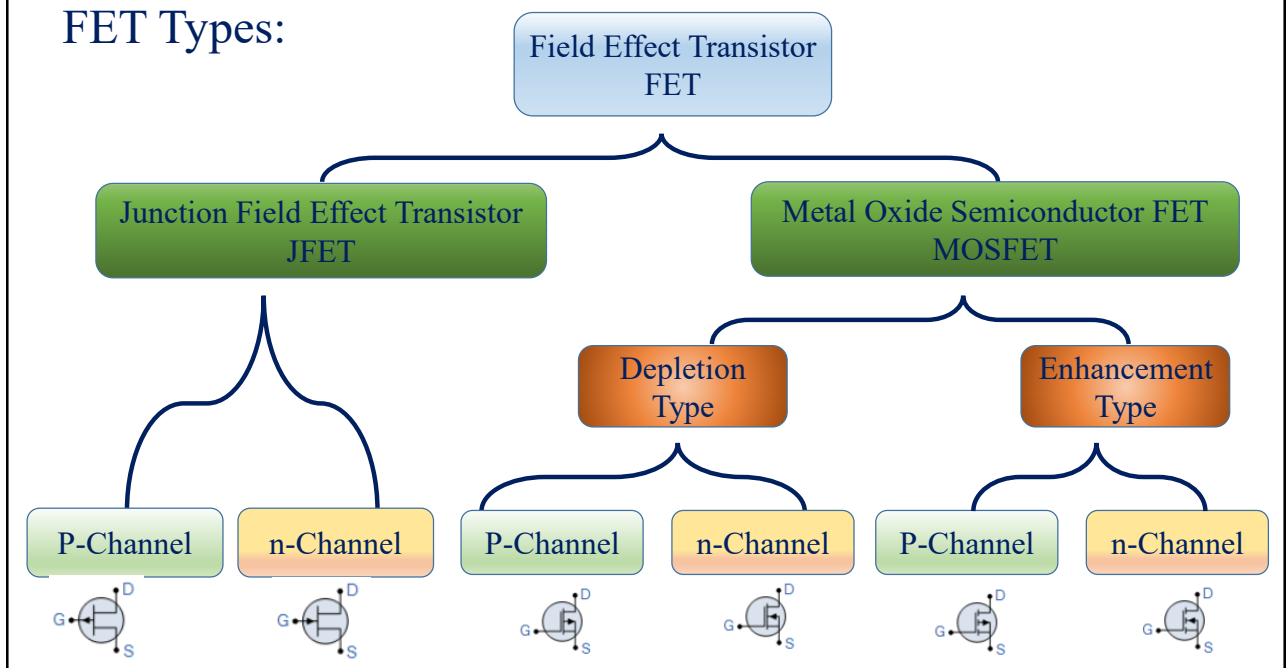 FET Types:
Field Effect Transistor
FET
Junction Field Effect Transistor
JFET
Metal Oxide Semiconductor FET
MOSFET
Depletion
Type
Enhancement
Type
P-Channel
n-Channel
P-Channel
n-Channel
P-Channel
n-Channel
D
G
S
D
G
S
D
G
S
D
G
S
D
G
S
D
G
S